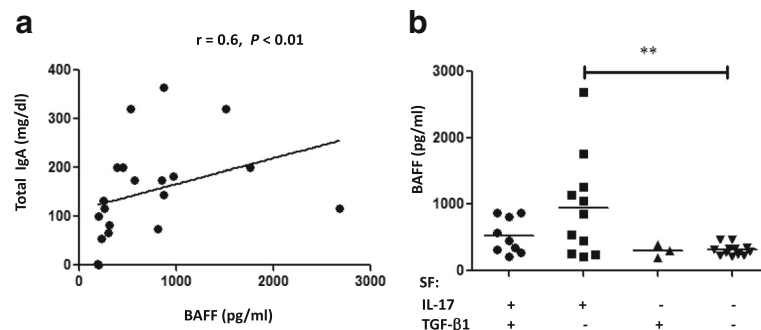 a
r = 0.6, P < 0.01
Total IgA (mg/dl)
400
300
200
100
0
0 1000 2000 3000
BAFF (pg/ml)
b
**
BAFF (pg/ml)
3000
2000
1000
0
SF:
IL-17 + + - -
TGF-β1 + - + -